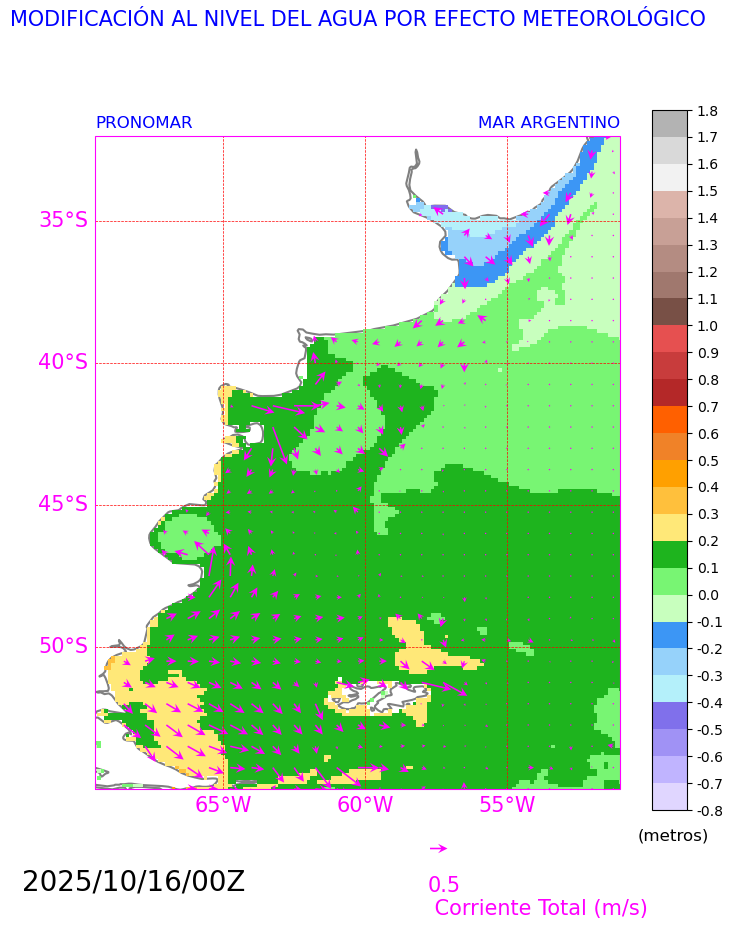 MODIFICACIÓN AL NIVEL DEL AGUA POR EFECTO METEOROLÓGICO
PRONOMAR
MAR ARGENTINO
35°S
40°S
45°S
50°S
65°W
60°W
55°W
1.8
1.7
1.6
1.5
1.4
1.3
1.2
1.1
1.0
0.9
0.8
0.7
0.6
0.5
0.4
0.3
0.2
0.1
0.0
-0.1
-0.2
-0.3
-0.4
-0.5
-0.6
-0.7
-0.8
(metros)
2025/10/16/00Z
0.5
Corriente Total (m/s)